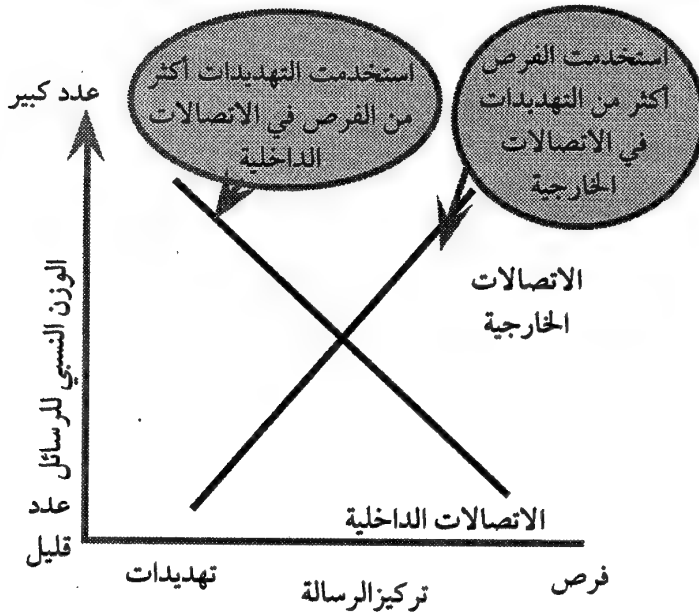 استخدمت الفرص
أكثر من التهديدات
في الاتصالات
الخارجية
استخدمت التهديدات أكثر
من الفرص في الاتصالات
الداخلية
عدد كبير
الوزن النسبي للرسائل
الاتصالات
الخارجية
الاتصالات الداخلية
عدد
قليل
فرص
تركيزالرسالة
تهديدات